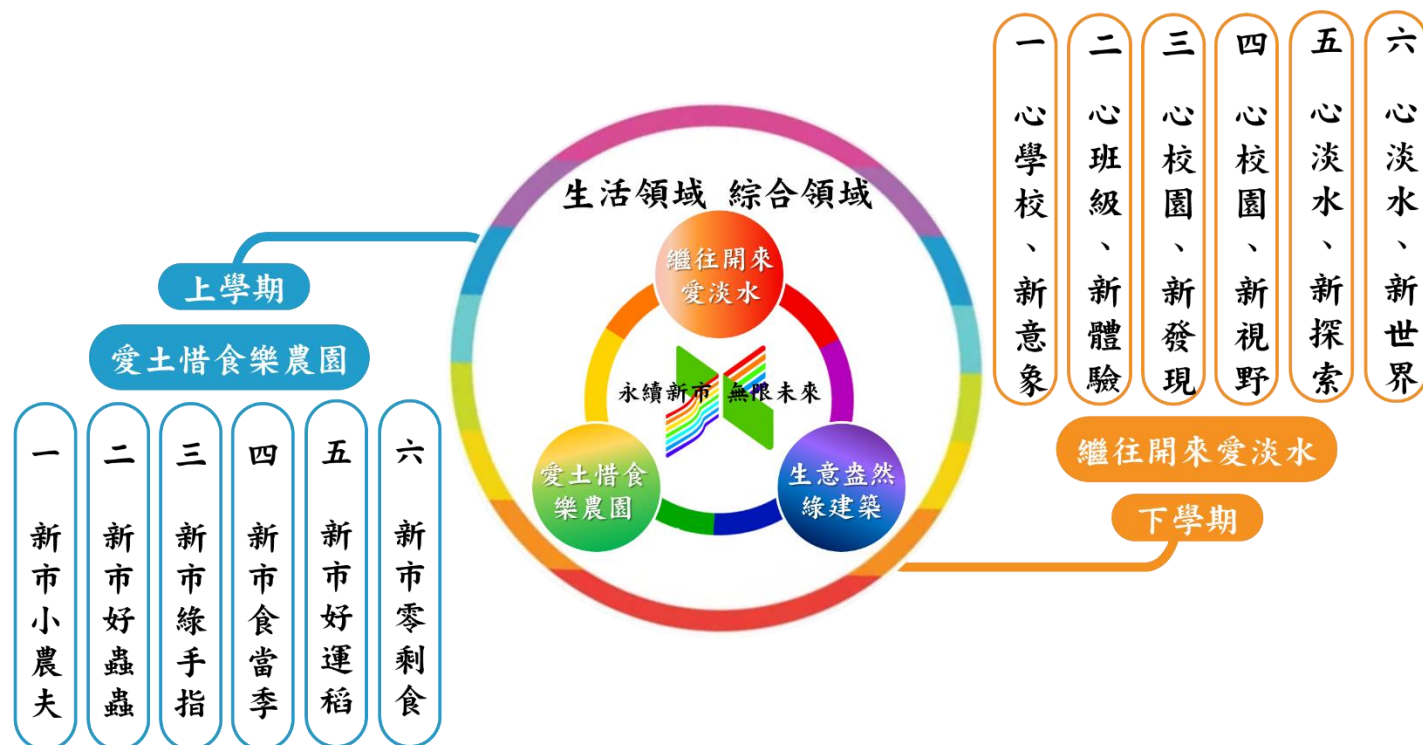 生活領域 綜合領域
繼往開來
愛淡水
永續新市 無限未來
愛土惜食
樂農園
生意盎然
綠建築
上學期
愛土惜食樂農園
一 新市小農夫
二 新市好蟲蟲
三 新市綠手指
四 新市食當季
五 新市好運稻
六 新市零剩食
一 心學校、新意象
二 心班級、新體驗
三 心校園、新發現
四 心校園、新視野
五 心淡水、新探索
六 心淡水、新世界
繼往開來愛淡水
下學期